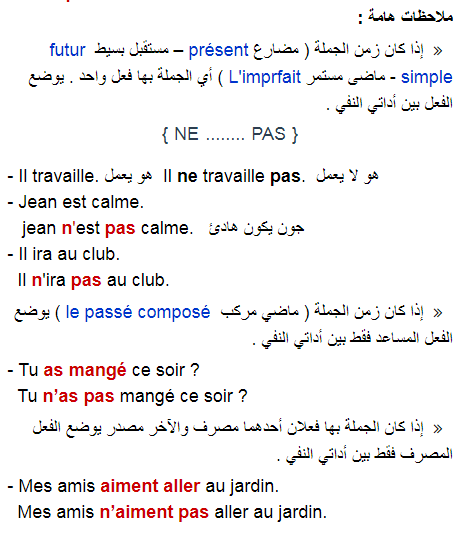 ملاحظات هامة :
» إذا كان زمن الجملة ( مضارع présent – مستقبل بسيط futur
simple - ماضى مستمر L'imprfait ) أي الجملة بها فعل واحد . يوضع
الفعل بين أداتي النفي .
{ NE ........ PAS }
- Il travaille. هو يعمل Il ne travaille pas. هو لا يعمل
- Jean est calme.
jean n'est pas calme. جون يكون هادئ
- Il ira au club.
Il n'ira pas au club.
» إذا كان زمن الجملة ( ماضي مركب le passé composé ) يوضع
الفعل المساعد فقط بين أداتي النفي .
- Tu as mangé ce soir ?
Tu n’as pas mangé ce soir ?
» إذا كان الجملة بها فعلان أحدهما مصرف والآخر مصدر يوضع الفعل
المصرف فقط بين أداتي النفي .
- Mes amis aiment aller au jardin.
Mes amis n’aiment pas aller au jardin.